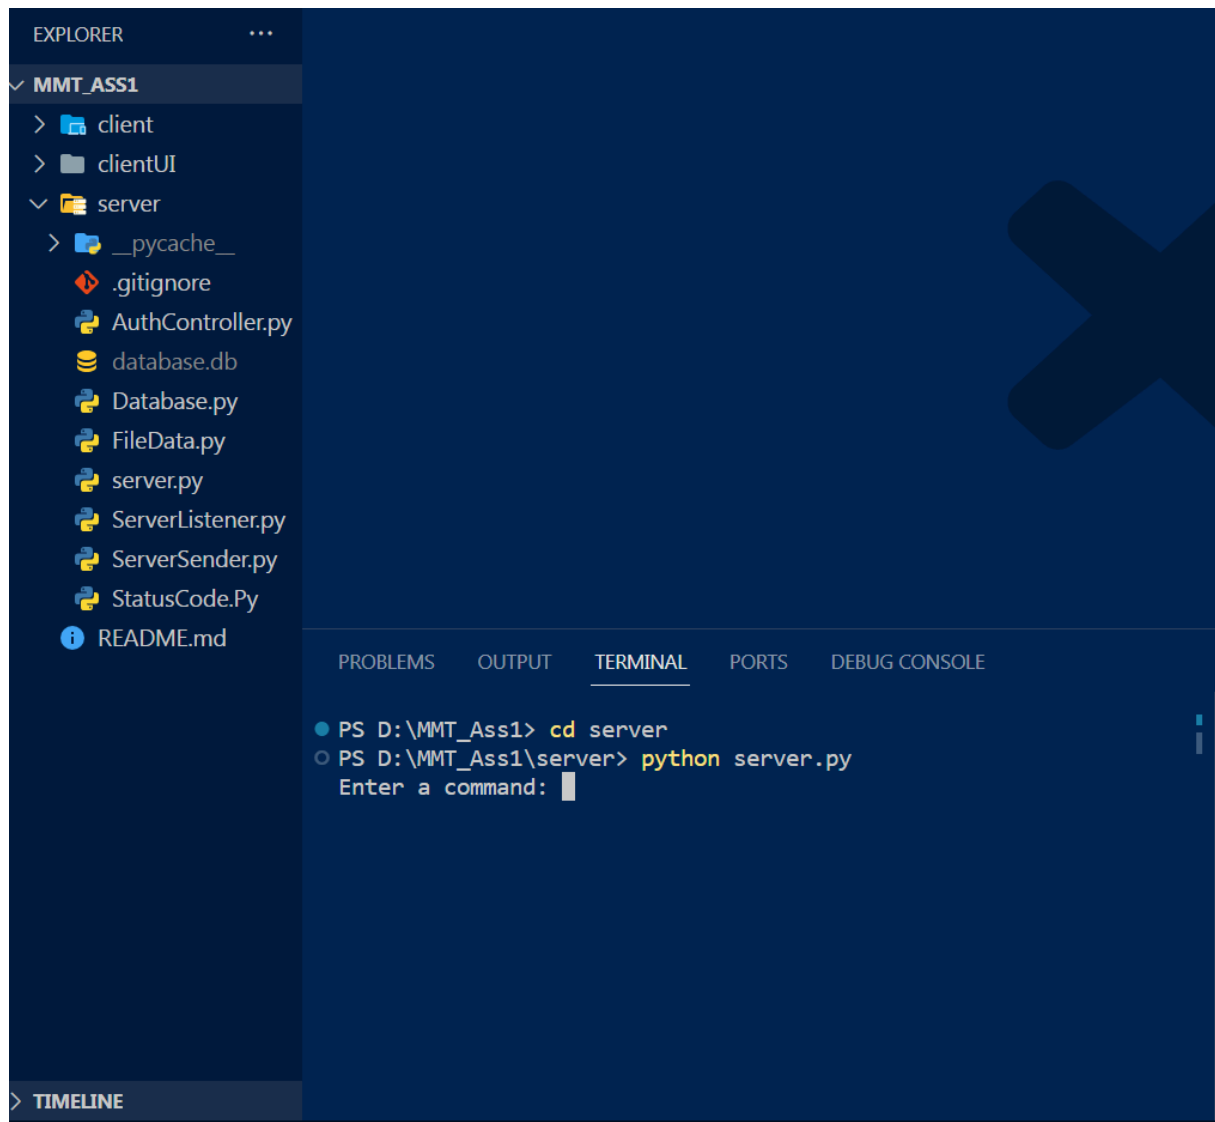 EXPLORER ···
MMT_ASS1
client
clientUI
server
__pycache__
.gitignore
AuthController.py
database.db
Database.py
FileData.py
server.py
ServerListener.py
ServerSender.py
StatusCode.Py
README.md
TIMELINE
PROBLEMS OUTPUT TERMINAL PORTS DEBUG CONSOLE
PS D:\MMT_Ass1> cd server
PS D:\MMT_Ass1\server> python server.py
Enter a command: